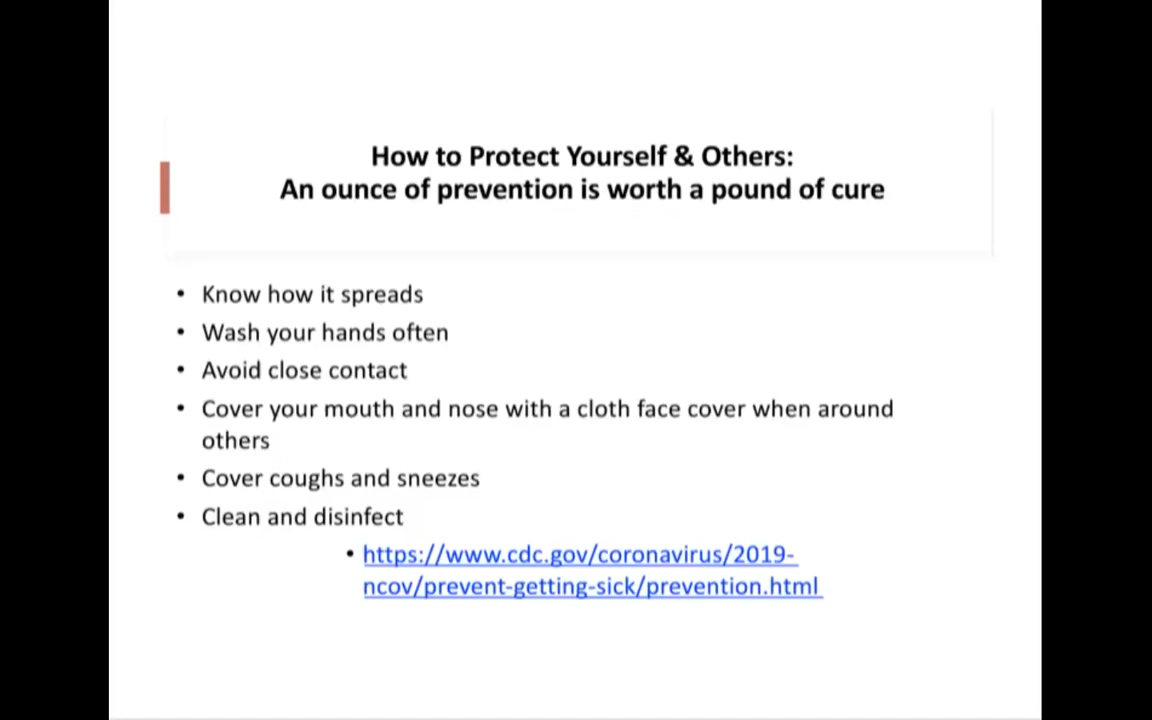 How to Protect Yourself & Others:
An ounce of prevention is worth a pound of cure
• Know how it spreads
• Wash your hands often
• Avoid close contact
• Cover your mouth and nose with a cloth face cover when around
others
• Cover coughs and sneezes
• Clean and disinfect
• https://www.cdc.gov/coronavirus/2019-
ncov/prevent-getting-sick/prevention.html